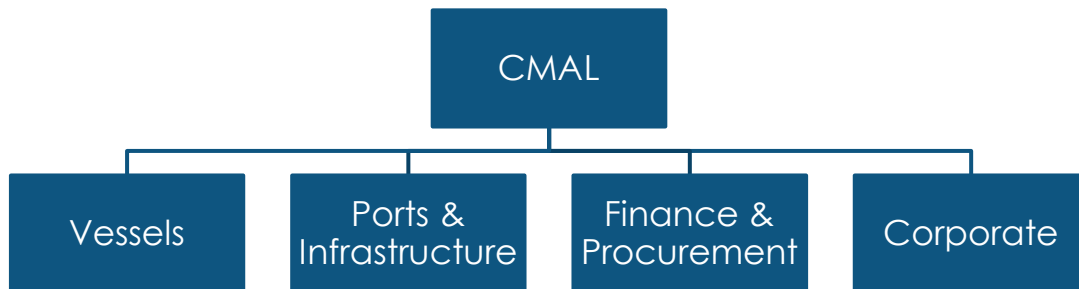 CMAL
Vessels
Ports &
Infrastructure
Finance &
Procurement
Corporate